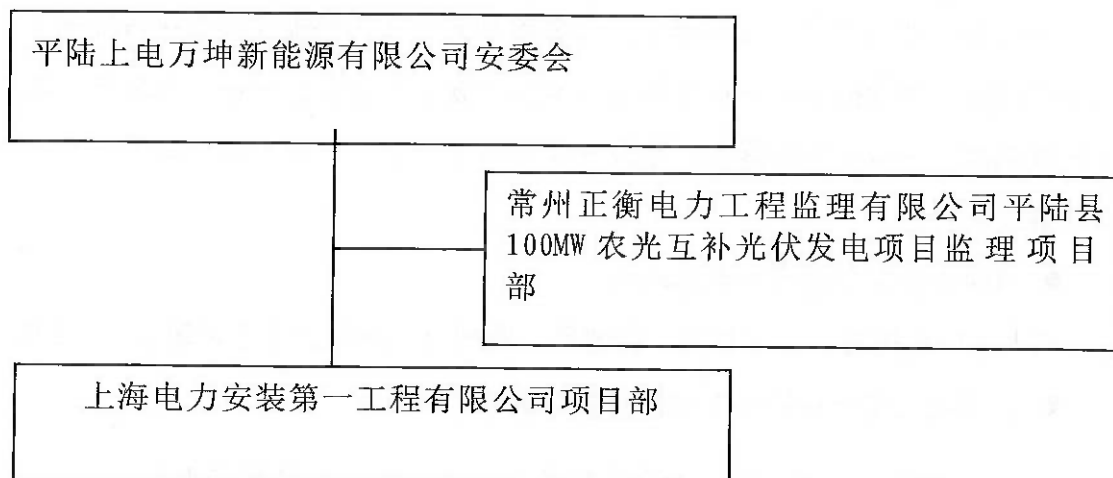 平陆上电万坤新能源有限公司安委会
常州正衡电力工程监理有限公司平陆县
100MW 农光互补光伏发电项目监理项目
部
上海电力安装第一工程有限公司项目部